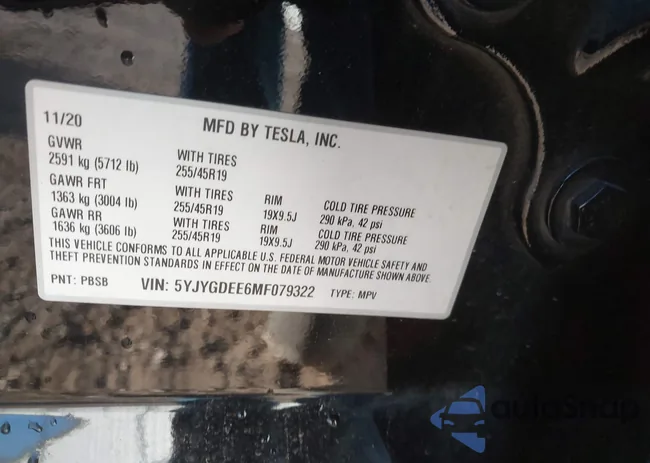 11/20 MFD BY TESLA, INC.
GVWR
2591 kg (5712 lb) WITH TIRES 255/45R19
GAWR FRT
1363 kg (3004 lb) WITH TIRES 255/45R19 RIM 19X9.5J COLD TIRE PRESSURE 290 kPa, 42 psi
GAWR RR
1636 kg (3606 lb) WITH TIRES 255/45R19 RIM 19X9.5J COLD TIRE PRESSURE 290 kPa, 42 psi
THIS VEHICLE CONFORMS TO ALL APPLICABLE U.S. FEDERAL MOTOR VEHICLE SAFETY AND
THEFT PREVENTION STANDARDS IN EFFECT ON THE DATE OF MANUFACTURE SHOWN ABOVE.
PNT: PBSB VIN: 5YJYGDEE6MF079322 TYPE: MPV
autoSnap